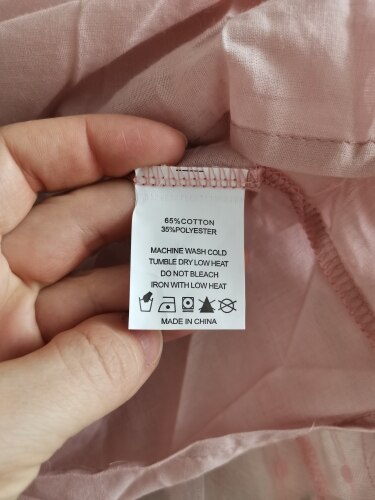 65%COTTON
35%POLYESTER
MACHINE WASH COLD
TUMBLE DRY LOW HEAT
DO NOT BLEACH
IRON WITH LOW HEAT
MADE IN CHINA